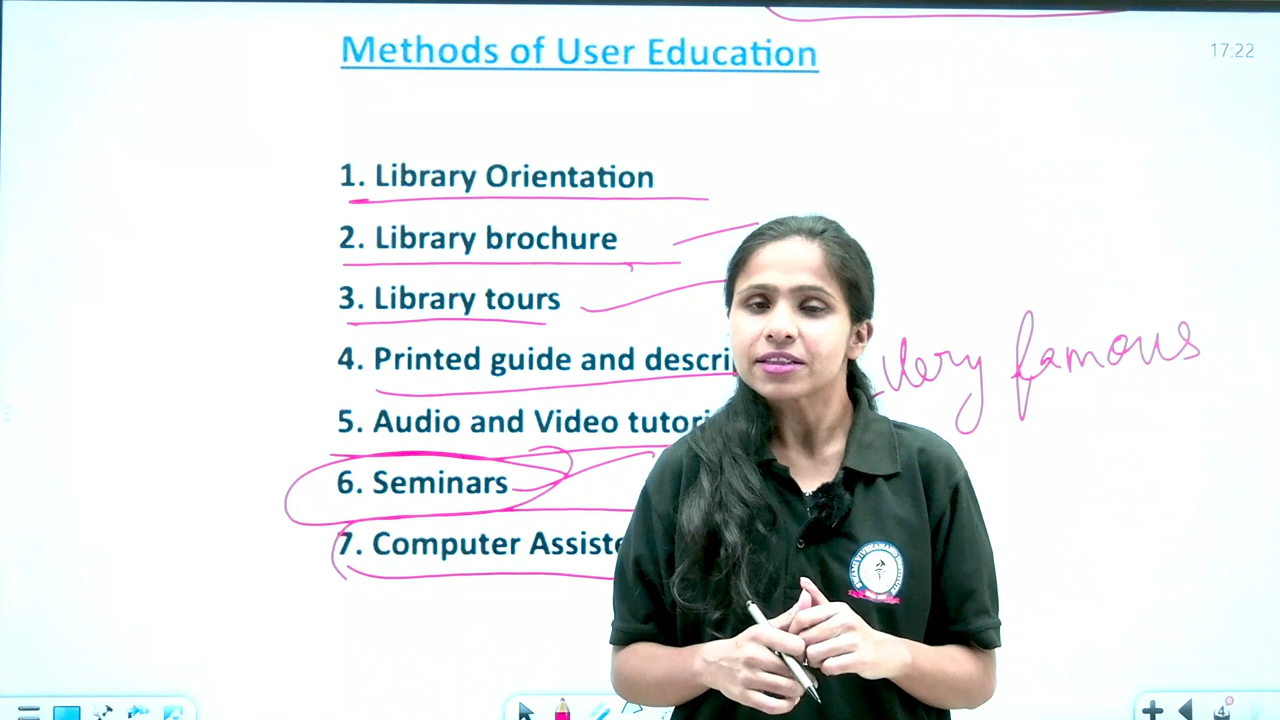 Methods of User Education
17:22
1. Library Orientation
2. Library brochure
3. Library tours
4. Printed guide and descri
very famous
5. Audio and Video tutori
6. Seminars
7. Computer Assiste
4